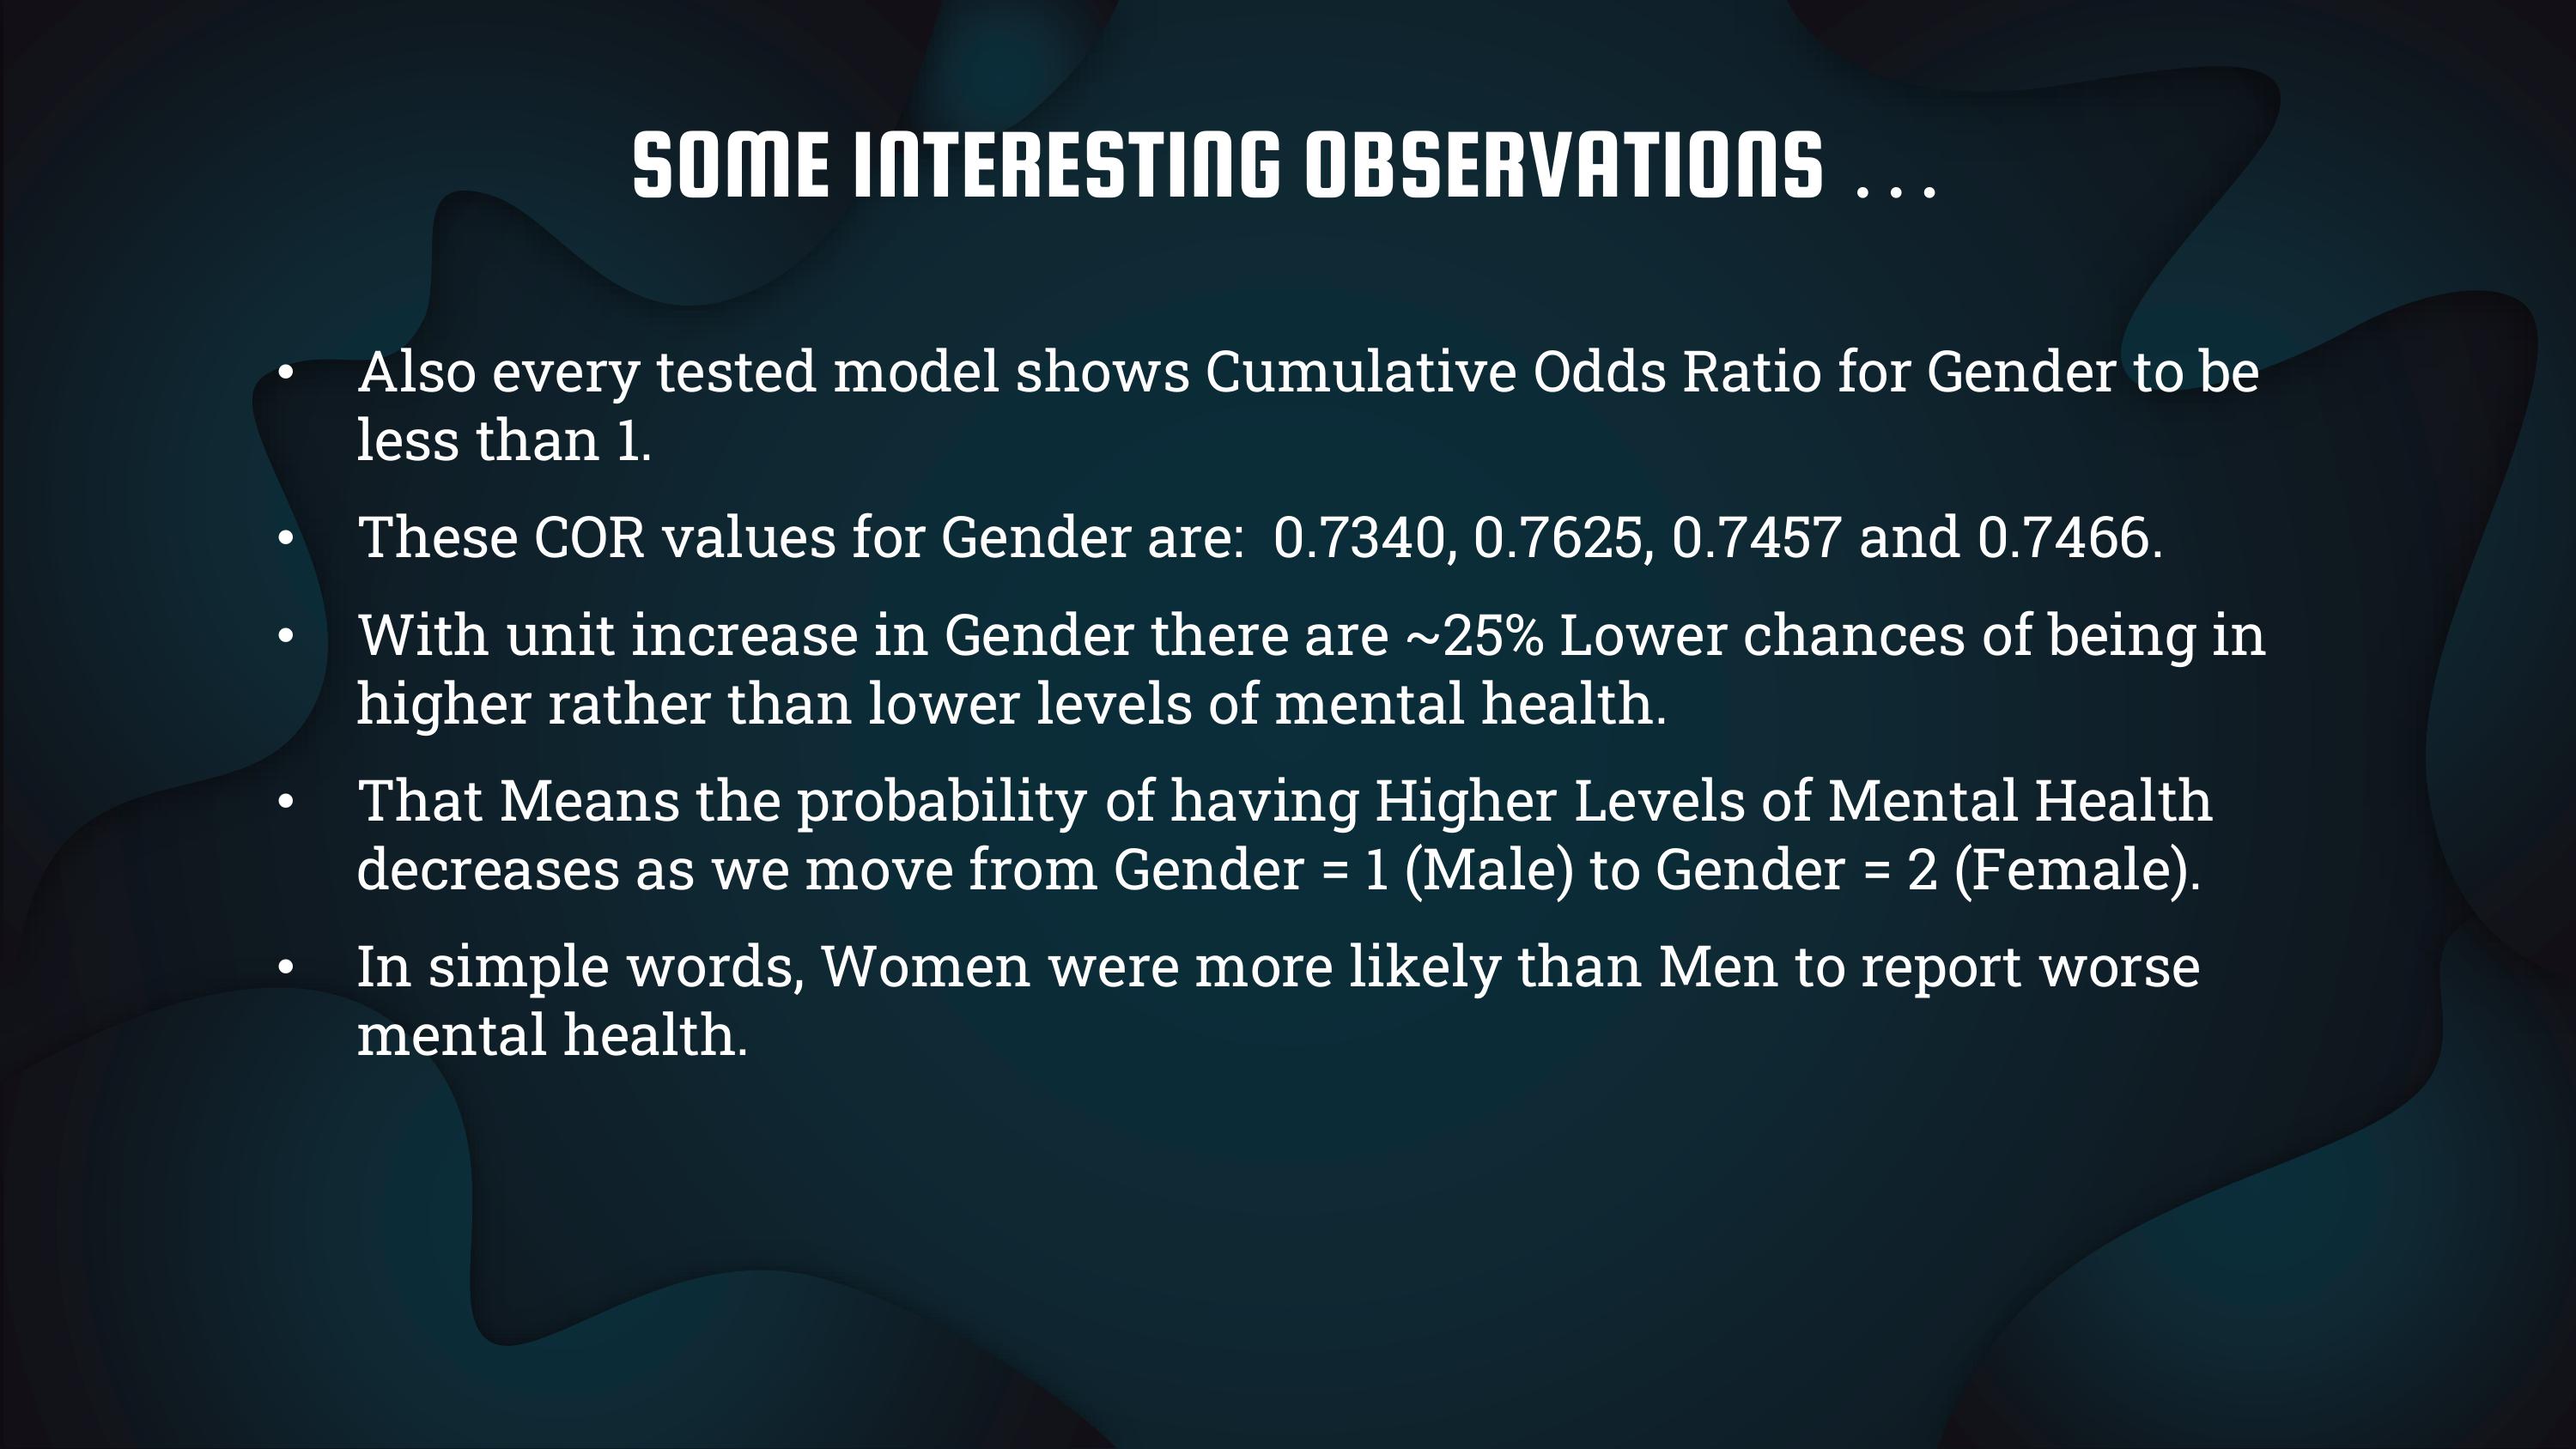 SOME INTERESTING OBSERVATIONS ...
• Also every tested model shows Cumulative Odds Ratio for Gender to be
less than 1.
• These COR values for Gender are: 0.7340, 0.7625, 0.7457 and 0.7466.
• With unit increase in Gender there are ~25% Lower chances of being in
higher rather than lower levels of mental health.
• That Means the probability of having Higher Levels of Mental Health
decreases as we move from Gender = 1 (Male) to Gender = 2 (Female).
• In simple words, Women were more likely than Men to report worse
mental health.